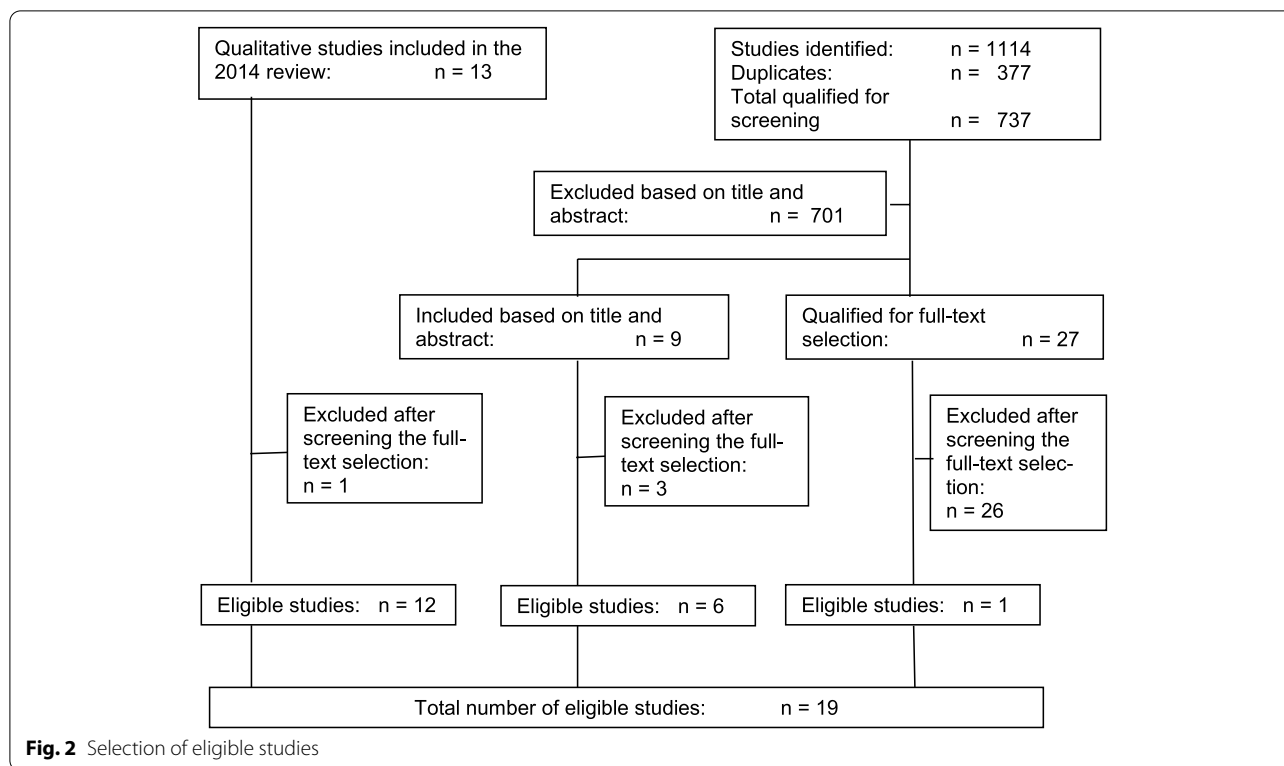 Qualitative studies included in the
2014 review: n = 13
Studies identified: n = 1114
Duplicates: n = 377
Total qualified for
screening n = 737
Excluded based on title and
abstract: n = 701
Included based on title and
abstract: n = 9
Qualified for full-text
selection: n = 27
Excluded after
screening the full-
text selection:
n = 1
Excluded after
screening the full-
text selection:
n = 3
Excluded after
screening the
full-text selec-
tion:
n = 26
Eligible studies: n = 12
Eligible studies: n = 6
Eligible studies: n = 1
Total number of eligible studies: n = 19
Fig. 2 Selection of eligible studies